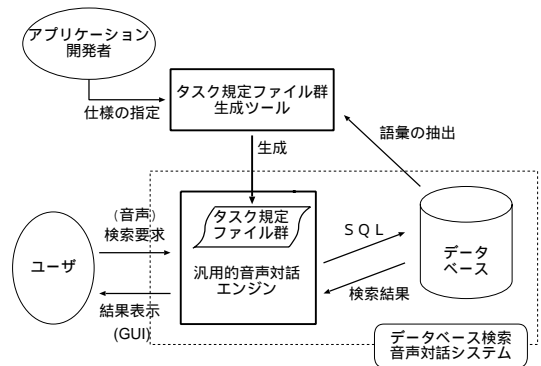 アプリケーション
開発者
仕様の指定
タスク規定ファイル群
生成ツール
語彙の抽出
生成
タスク規定
ファイル群
汎用的音声対話
エンジン
(音声)
検索要求
ユーザ
結果表示
(GUI)
ＳＱＬ
検索結果
データ
ベース
データベース検索
音声対話システム